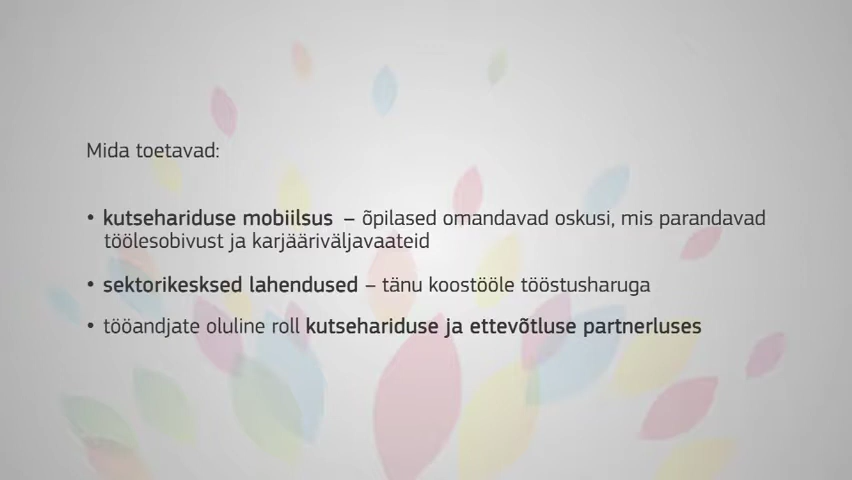 Mida toetavad:
• kutsehariduse mobiilsus – õpilased omandavad oskusi, mis parandavad
töölesobivust ja karjääriväljavaateid
• sektorikesksed lahendused – tänu koostööle tööstusharuga
• tööandjate oluline roll kutsehariduse ja ettevõtluse partnerluses